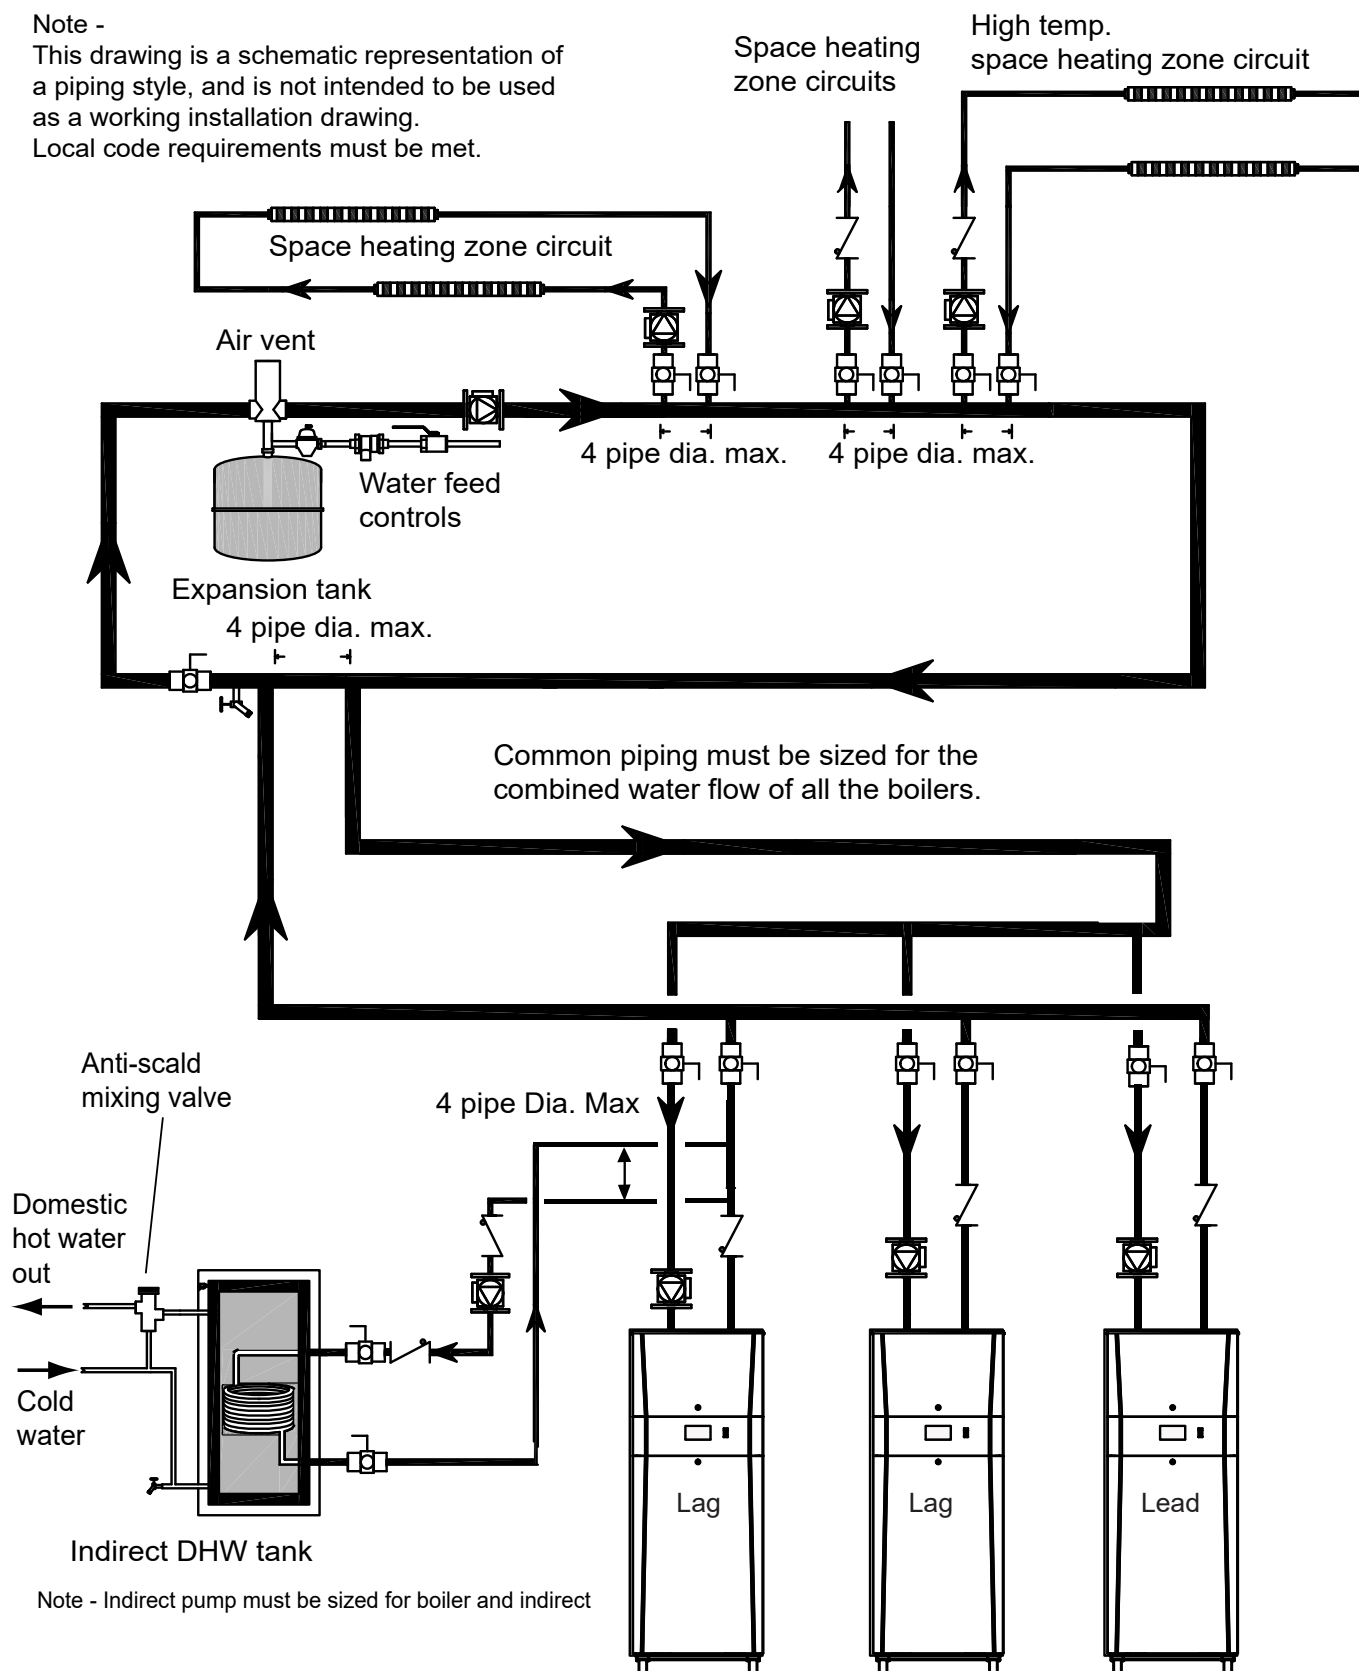 Note -
This drawing is a schematic representation of
a piping style, and is not intended to be used
as a working installation drawing.
Local code requirements must be met.
Space heating
zone circuits
High temp.
space heating zone circuit
Space heating zone circuit
Air vent
4 pipe dia. max.
4 pipe dia. max.
Water feed
controls
Expansion tank
4 pipe dia. max.
Common piping must be sized for the
combined water flow of all the boilers.
Anti-scald
mixing valve
4 pipe Dia. Max
Domestic
hot water
out
Cold
water
Lag
Lag
Lead
Indirect DHW tank
Note - Indirect pump must be sized for boiler and indirect